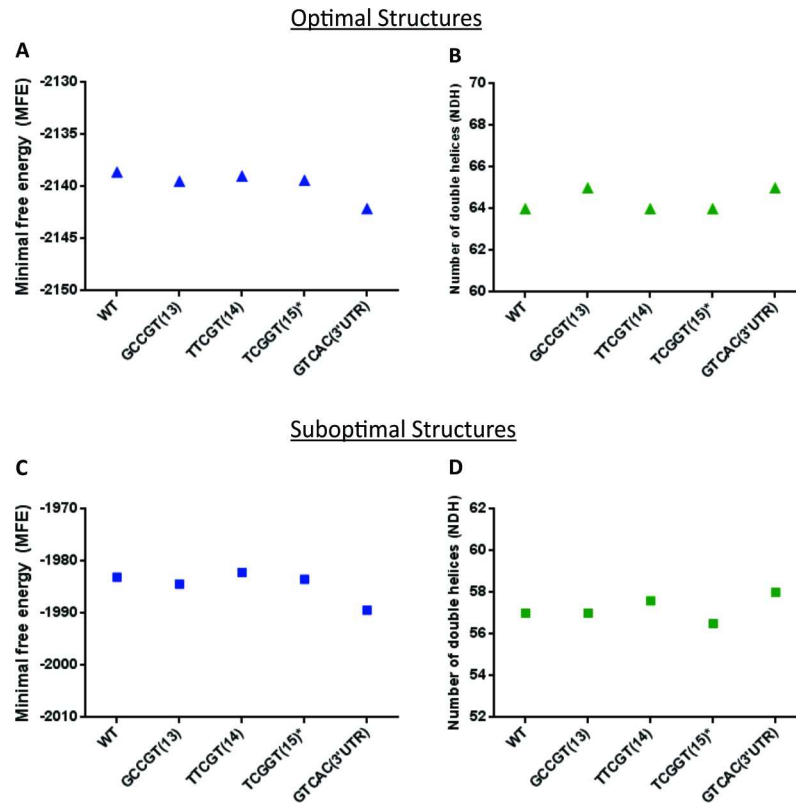 Optimal Structures
A
Minimal free energy (MFE)
-2130
-2135
-2140
-2145
-2150
WT
GCCGT(13)
TTCGT(14)
TCGGT(15)*
GTCAC(3'UTR)
B
Number of double helices (NDH)
70
68
66
64
62
60
WT
GCCGT(13)
TTCGT(14)
TCGGT(15)*
GTCAC(3'UTR)
Suboptimal Structures
C
Minimal free energy (MFE)
-1970
-1980
-1990
-2000
-2010
WT
GCCGT(13)
TTCGT(14)
TCGGT(15)*
GTCAC(3'UTR)
D
Number of double helices (NDH)
62
60
58
56
54
52
WT
GCCGT(13)
TTCGT(14)
TCGGT(15)*
GTCAC(3'UTR)